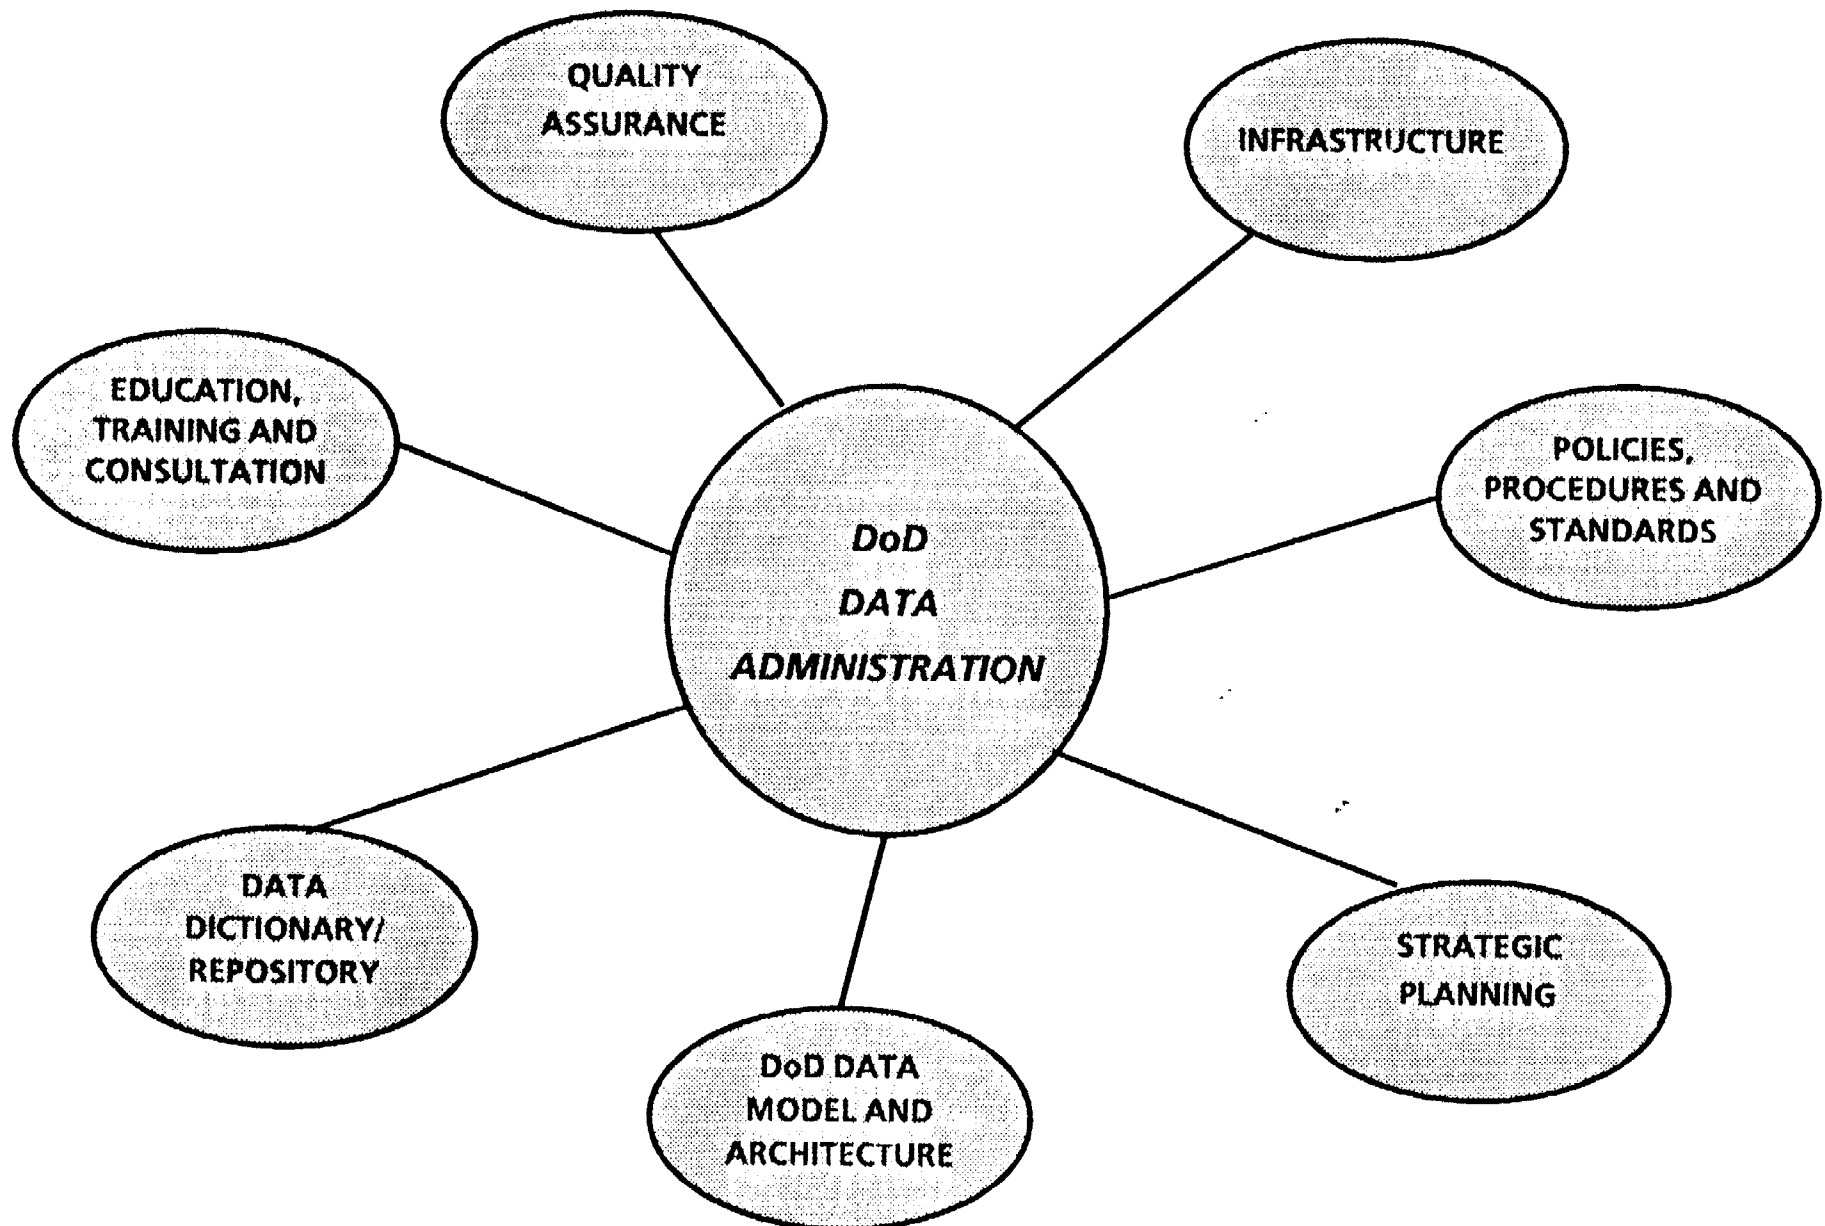 QUALITY
ASSURANCE
INFRASTRUCTURE
EDUCATION,
TRAINING AND
CONSULTATION
POLICIES,
PROCEDURES AND
STANDARDS
DoD
DATA
ADMINISTRATION
DATA
DICTIONARY/
REPOSITORY
STRATEGIC
PLANNING
DoD DATA
MODEL AND
ARCHITECTURE